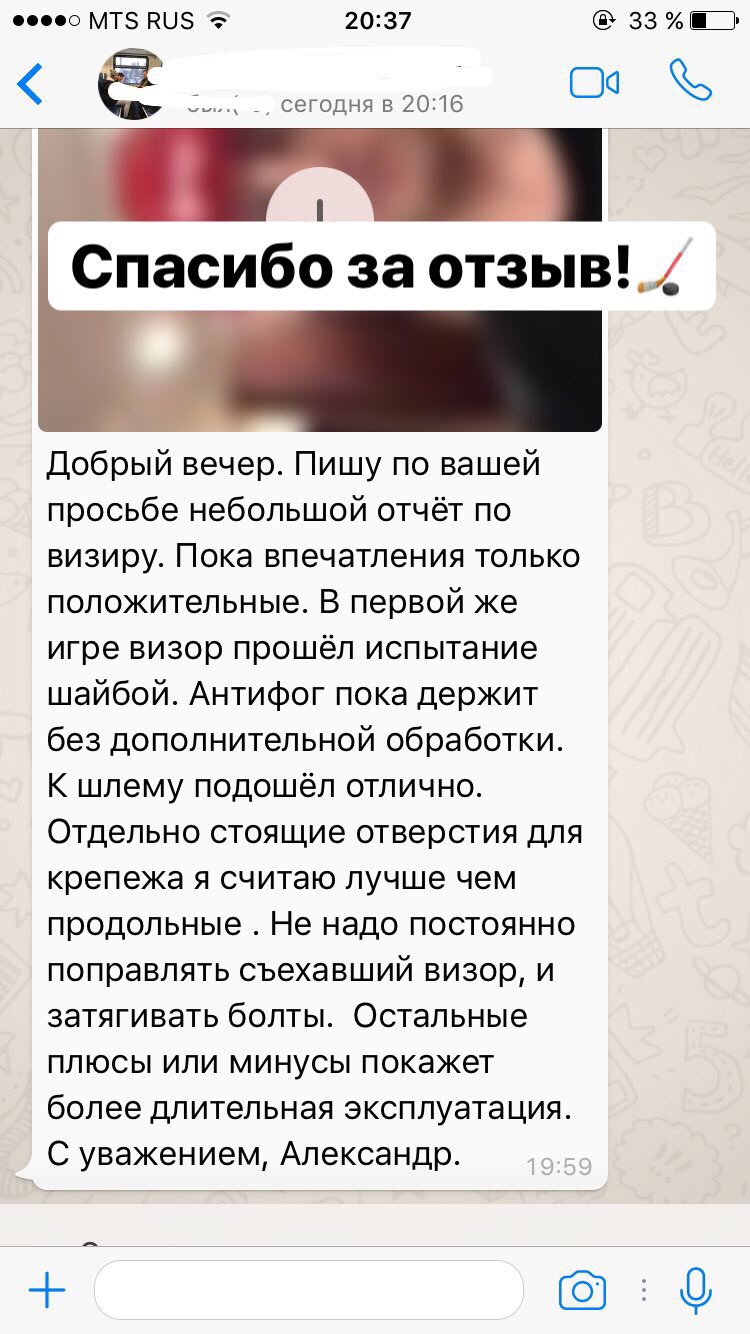 MTS RUS 20:37 33 %
сегодня в 20:16
Спасибо за отзыв!🏒
Добрый вечер. Пишу по вашей
просьбе небольшой отчёт по
визиру. Пока впечатления только
положительные. В первой же
игре визор прошёл испытание
шайбой. Антифог пока держит
без дополнительной обработки.
К шлему подошёл отлично.
Отдельно стоящие отверстия для
крепежа я считаю лучше чем
продольные . Не надо постоянно
поправлять съехавший визор, и
затягивать болты.  Остальные
плюсы или минусы покажет
более длительная эксплуатация.
С уважением, Александр.
19:59